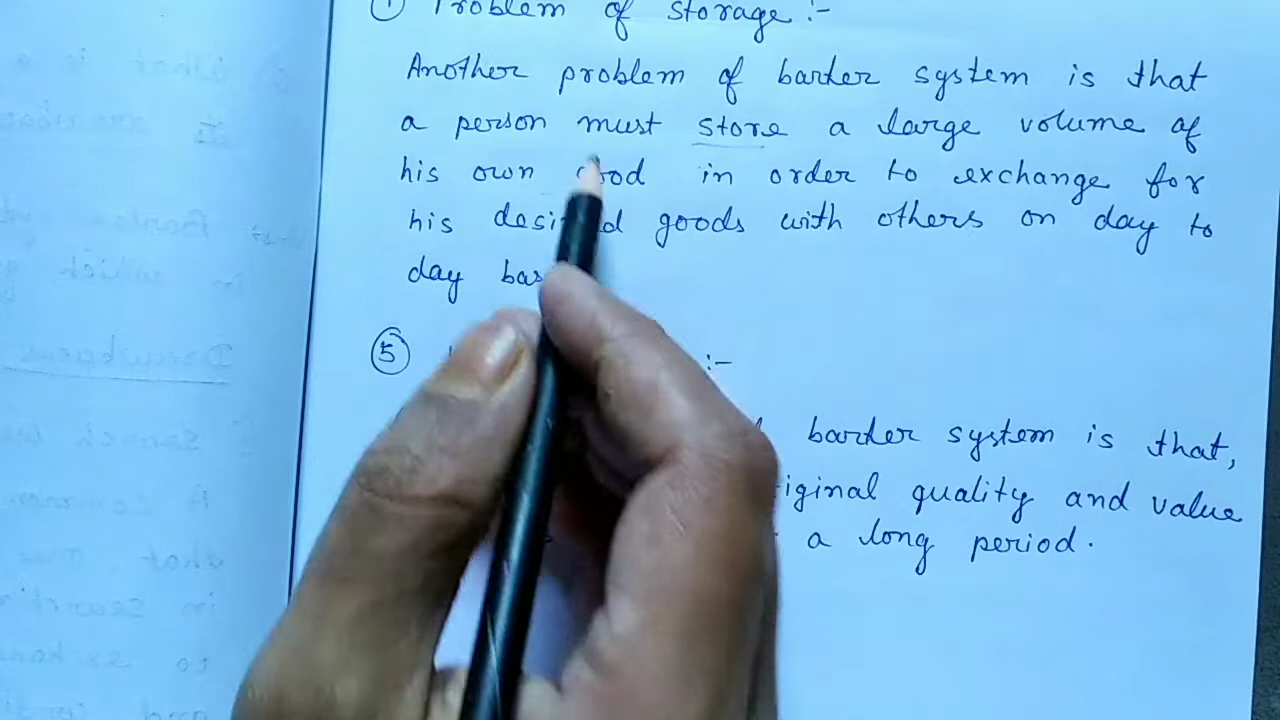 Problem of storage :-
Another problem of barter system is that
a person must store a large volume of
his own good in order to exchange for
his desired goods with others on day to
day
5 :-
barter system is that,
quality and value
a long period.